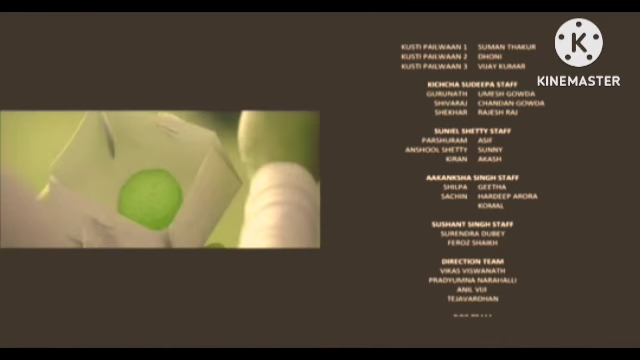 KINEMASTER
KUSTI PAILWAAN 1 SUMAN THAKUR
KUSTI PAILWAAN 2 DHONI
KUSTI PAILWAAN 3 VIJAY KUMAR
KICHCHA SUDEEPA STAFF
GURUNATH UMESH GOWDA
SHIVARAJ CHANDAN GOWDA
SHEKHAR RAJESH RAJ
SUNIEL SHETTY STAFF
PARSHURAM ASIF
ANSHOOL SHETTY SUNNY
KIRAN AKASH
AAKANKSHA SINGH STAFF
SHILPA GEETHA
SACHIN HARDEEP ARORA
KOMAL
SUSHANT SINGH STAFF
SURENDRA DUBEY
FEROZ SHAIKH
DIRECTION TEAM
VIKAS VISWANATH
PRADYUMNA NARAHALLI
ANIL VIJI
TEJAVARDHAN